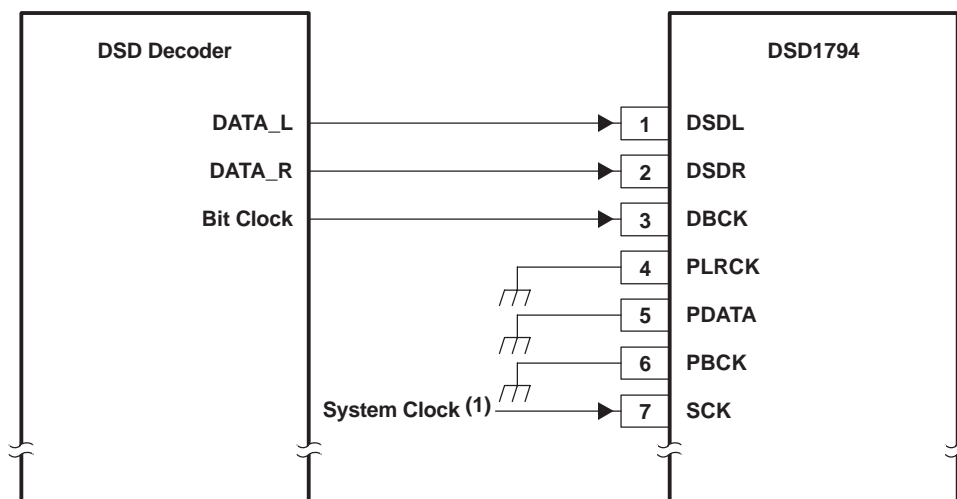 DSD Decoder
DSD1794
DATA_L
1 DSDL
DATA_R
2 DSDR
Bit Clock
3 DBCK
4 PLRCK
5 PDATA
6 PBCK
System Clock (1)
7 SCK